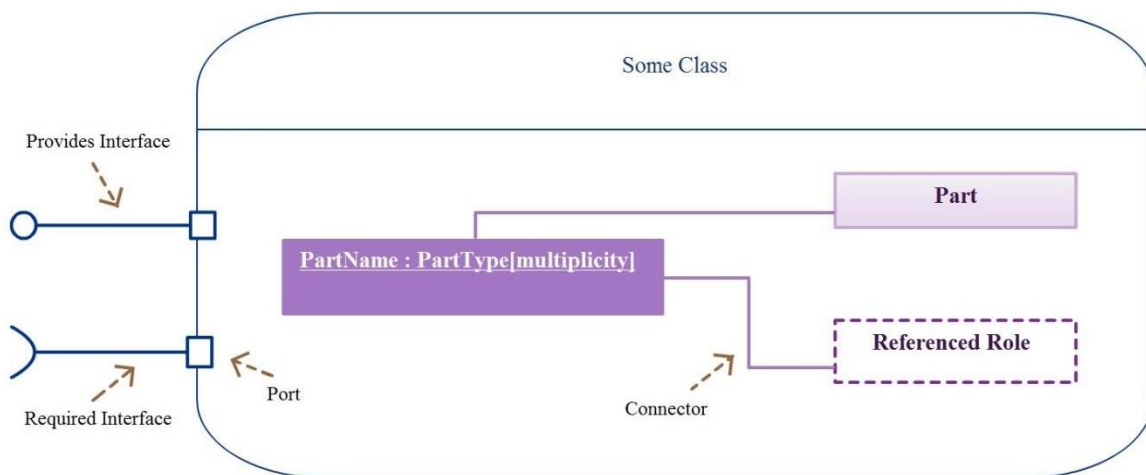 Some Class
Provides Interface
Part
PartName : PartType[multiplicity]
Referenced Role
Port
Connector
Required Interface